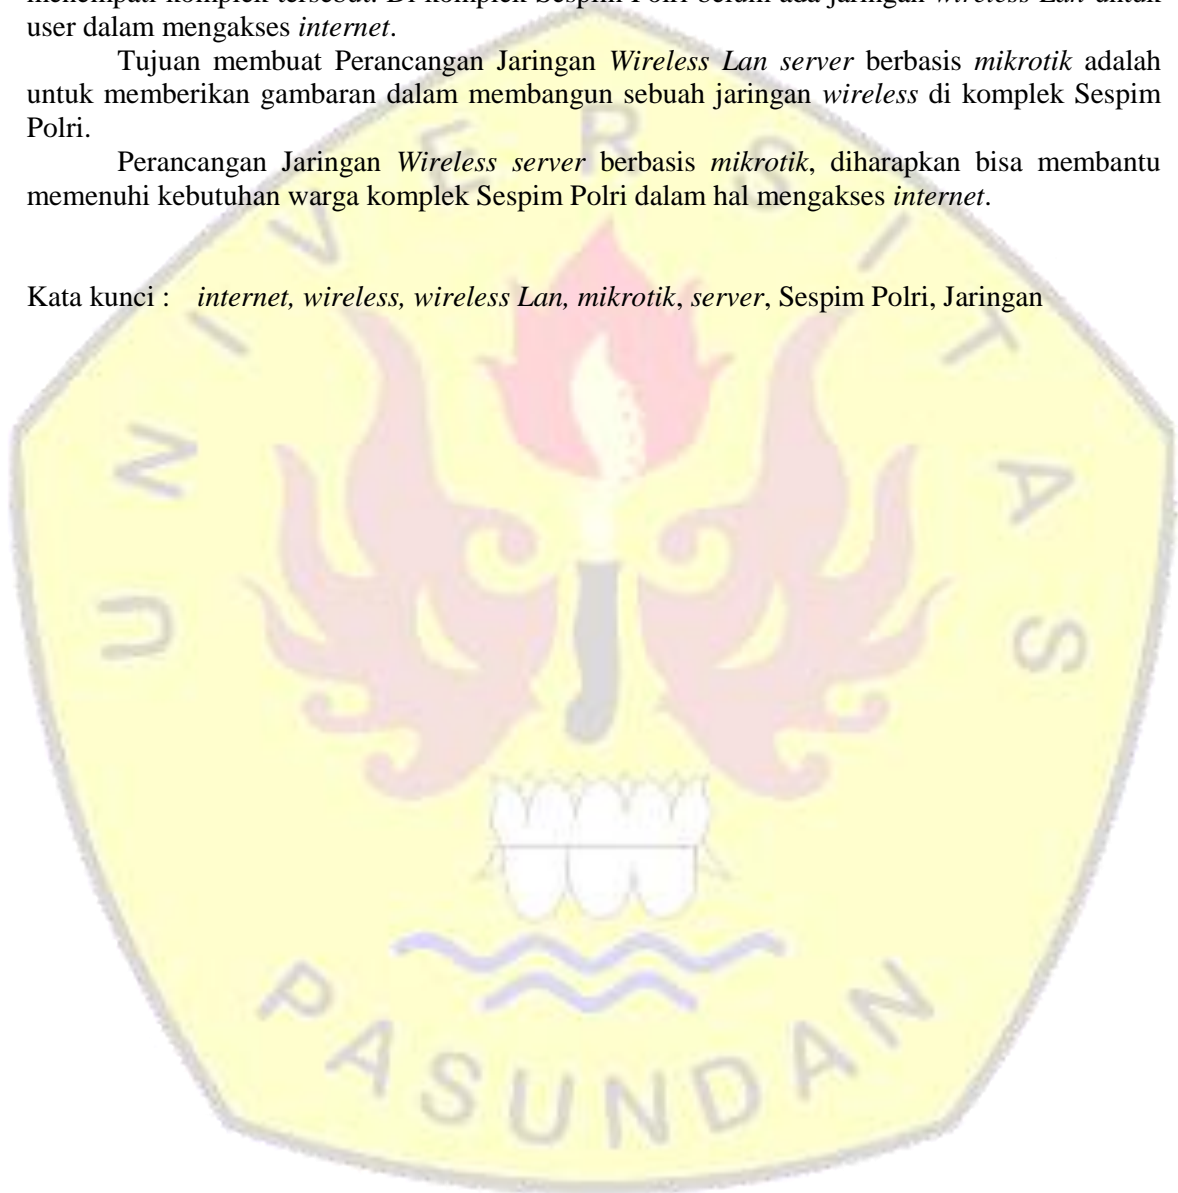 menempati komplek tersebut. Di komplek Sespim Polri belum ada jaringan wireless Lan untuk
user dalam mengakses internet.
Tujuan membuat Perancangan Jaringan Wireless Lan server berbasis mikrotik adalah
untuk memberikan gambaran dalam membangun sebuah jaringan wireless di komplek Sespim
Polri.
Perancangan Jaringan Wireless server berbasis mikrotik, diharapkan bisa membantu
memenuhi kebutuhan warga komplek Sespim Polri dalam hal mengakses internet.
Kata kunci : internet, wireless, wireless Lan, mikrotik, server, Sespim Polri, Jaringan
UNIVERSITAS
PASUNDAN